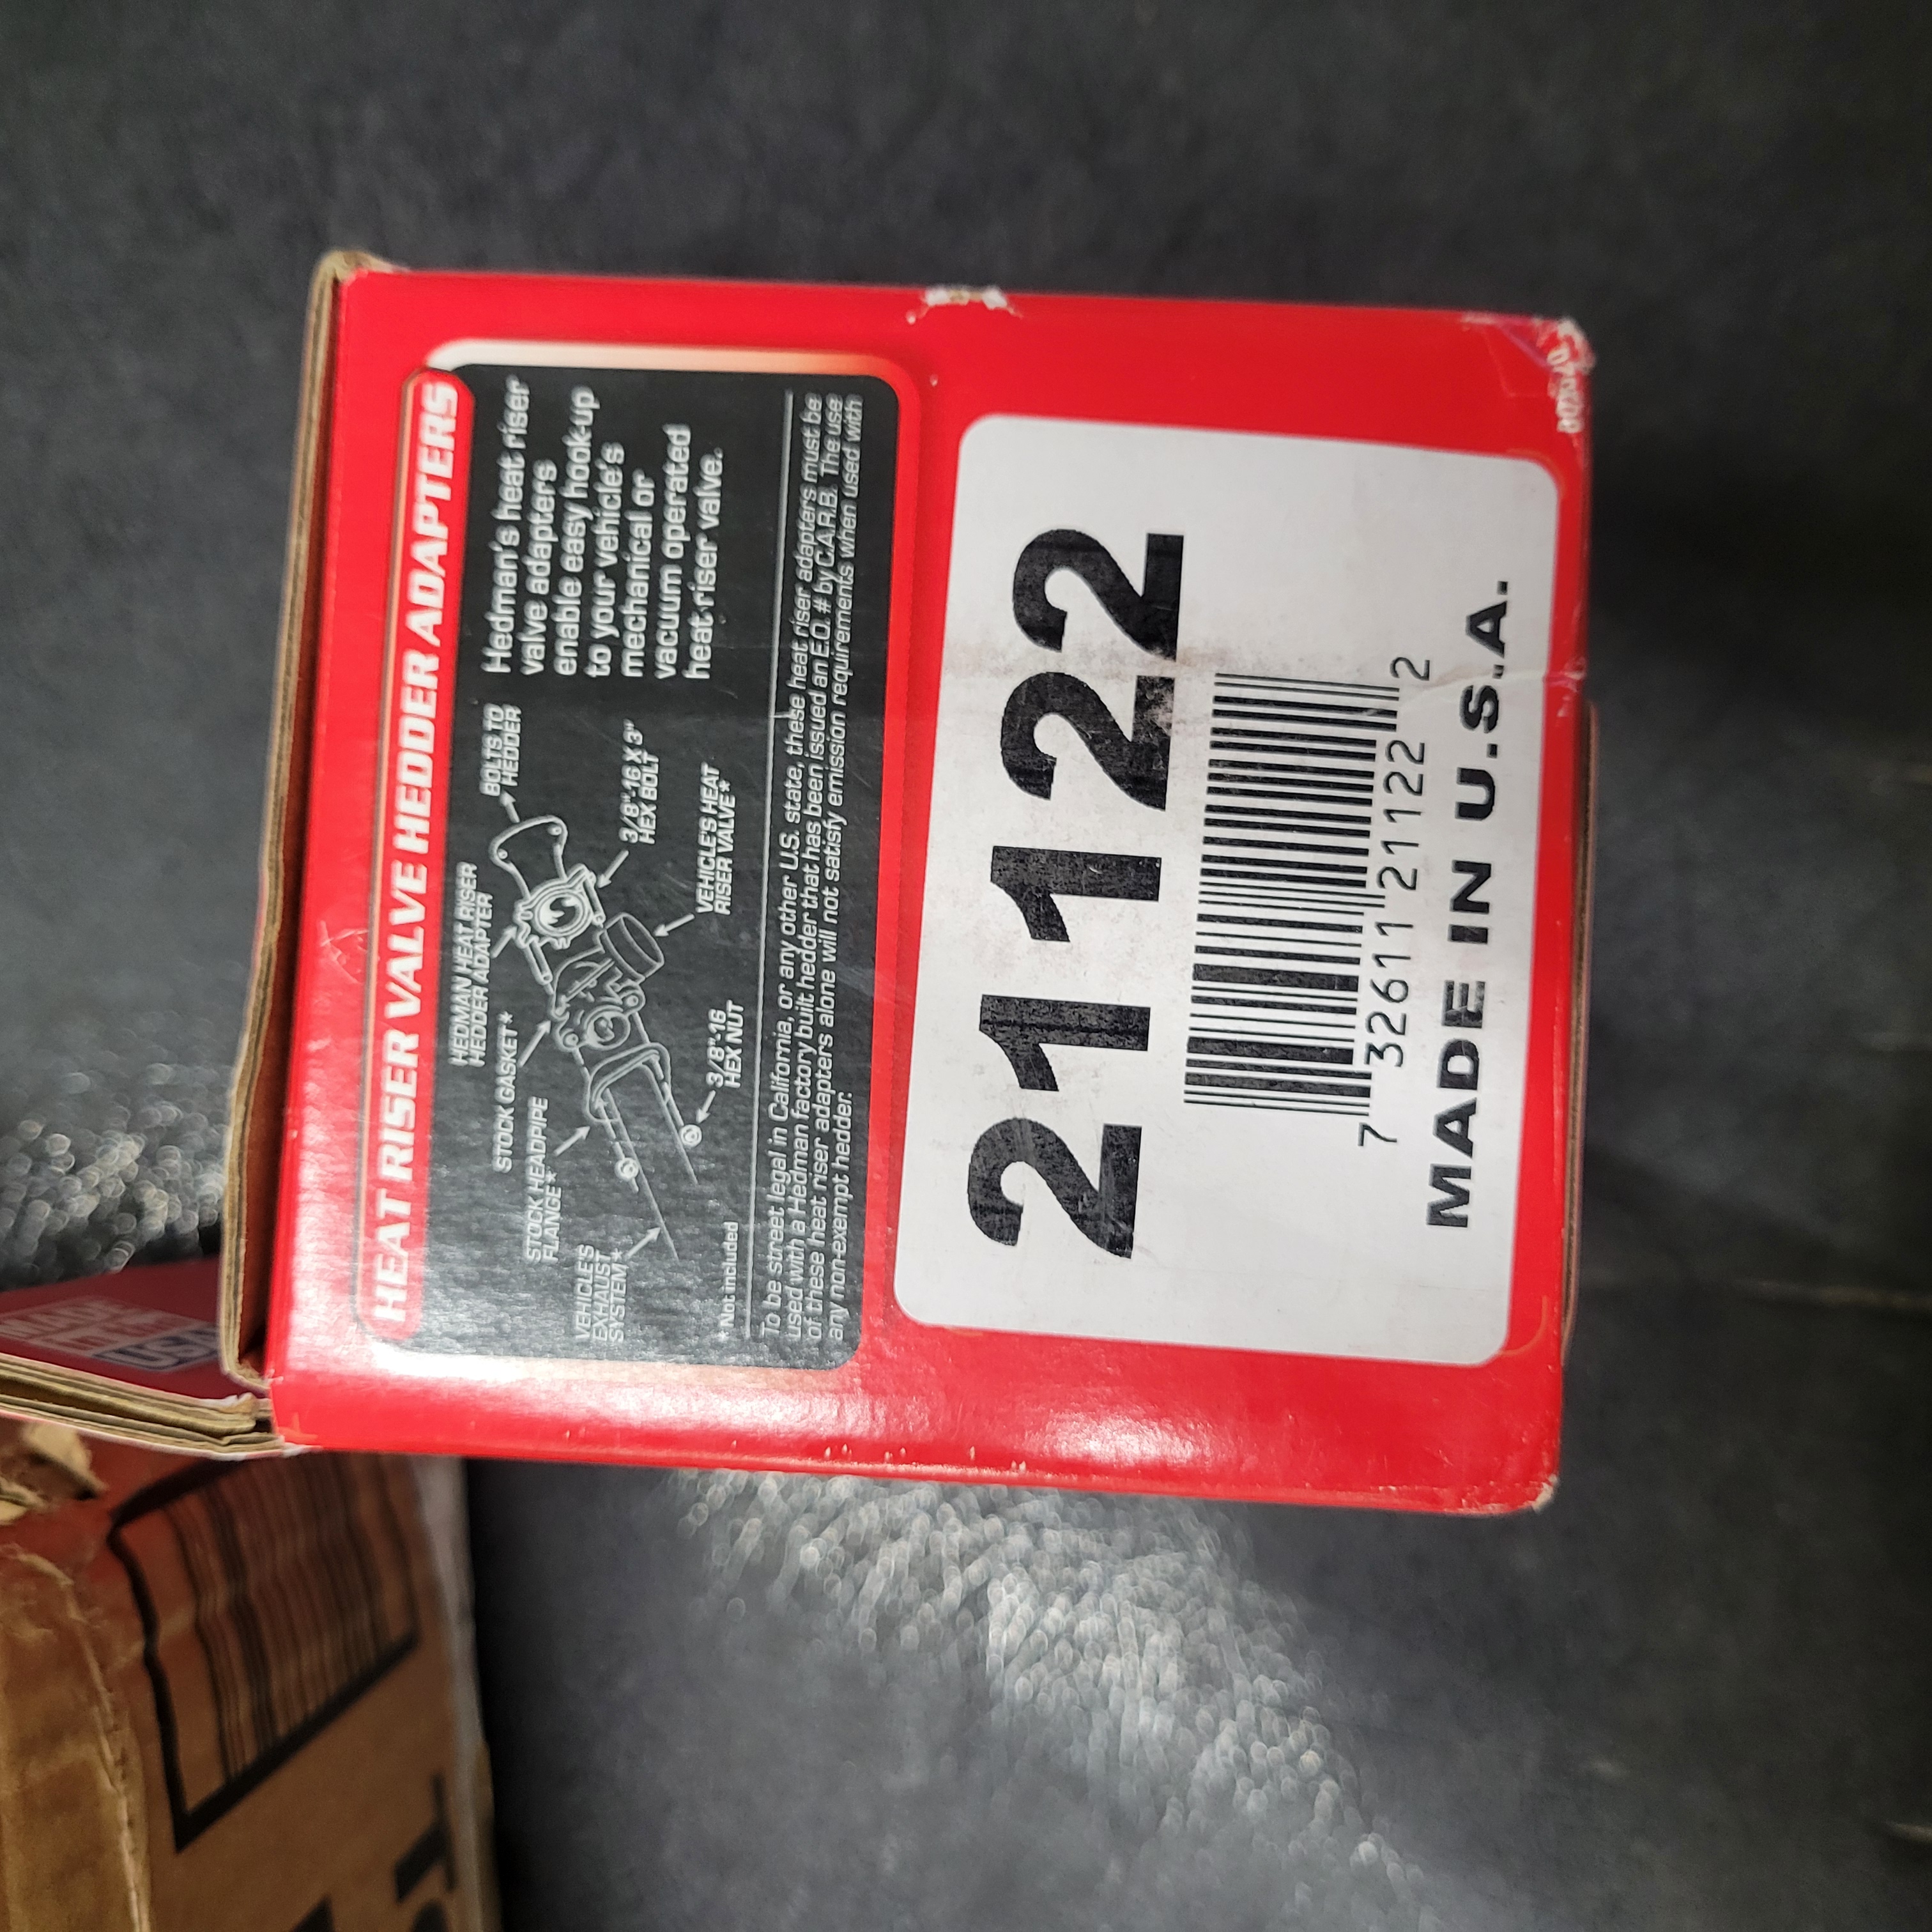 HEAT RISER VALVE HEDDER ADAPTERS
HEDMAN HEAT RISER
HEDDER ADAPTER
BOLTS TO
HEDDER
STOCK GASKET*
STOCK HEADPIPE
FLANGE*
VEHICLE'S
EXHAUST
SYSTEM*
3/8"-16 X 3"
HEX BOLT
VEHICLE'S HEAT
RISER VALVE*
3/8"-16
HEX NUT
*Not included
Hedman's heat riser
valve adapters
enable easy hook-up
to your vehicle's
mechanical or
vacuum operated
heat riser valve.
To be street legal in California, or any other U.S. state, these heat riser adapters must be
used with a Hedman factory built hedder that has been issued an E.O. # by C.A.R.B. The use
of these heat riser adapters alone will not satisfy emission requirements when used with
any non-exempt hedder.
21122
7 32611 21122 2
MADE IN U.S.A.
USA